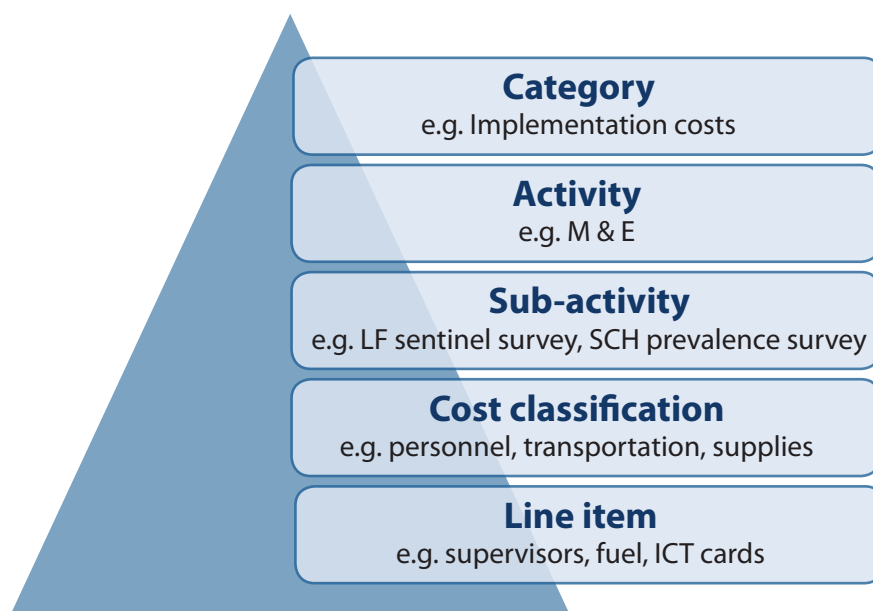 Category
e.g. Implementation costs
Activity
e.g. M & E
Sub-activity
e.g. LF sentinel survey, SCH prevalence survey
Cost classification
e.g. personnel, transportation, supplies
Line item
e.g. supervisors, fuel, ICT cards